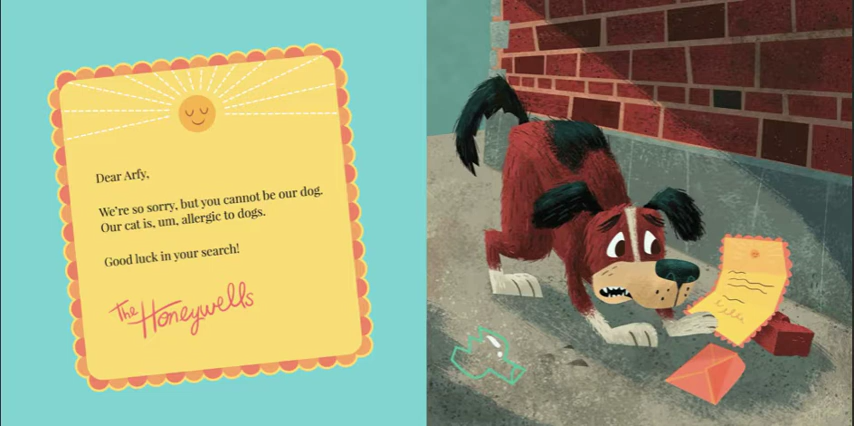 Dear Arfy,
We're so sorry, but you cannot be our dog.
Our cat is, um, allergic to dogs.
Good luck in your search!
The Honeywells